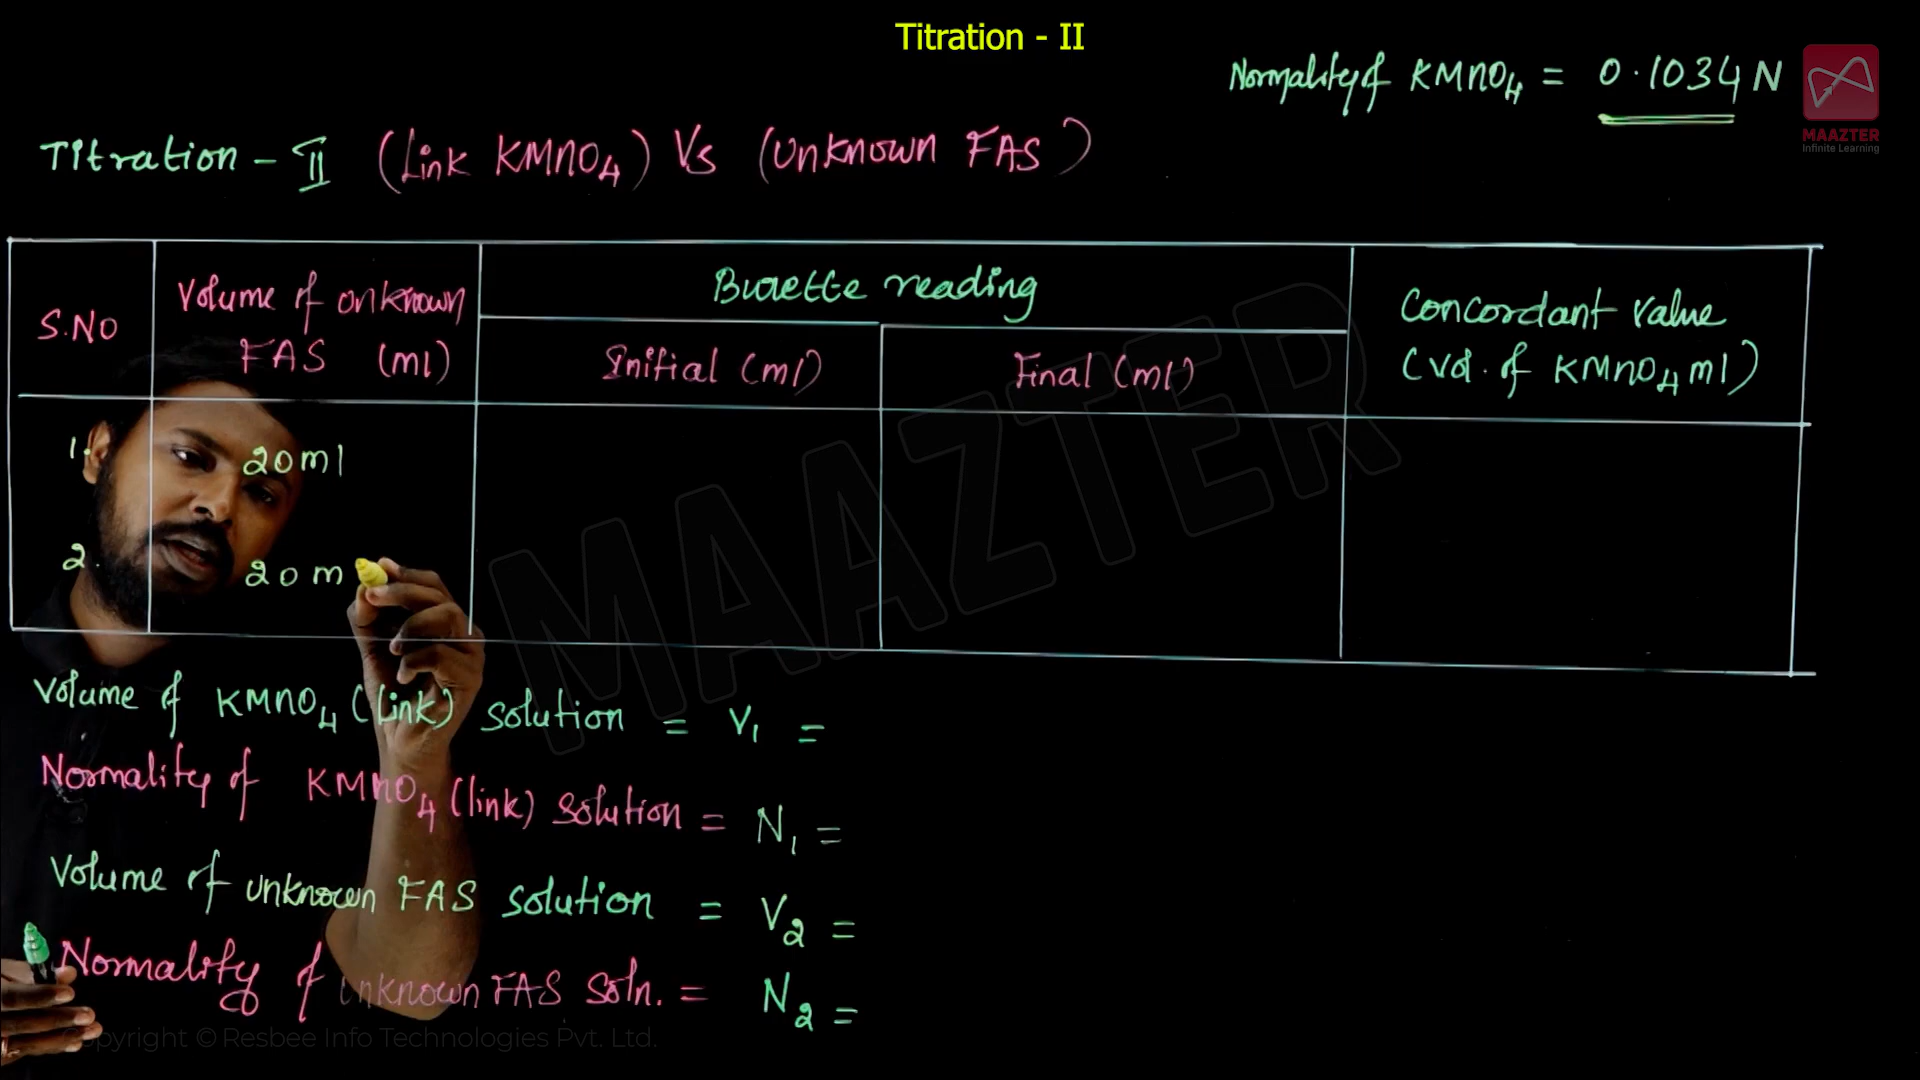 Titration - II
Normality of KMnO4 = 0.1034 N
MAAZTER
Infinite Learning
Titration - II (Link KMnO4) Vs (Unknown FAS)
S.NO
Volume of unknown
FAS (ml)
Burette reading
Initial (ml)
Final (ml)
Concordant Value
(Vol. of KMnO4 ml)
1. 20ml
2. 20 m
MAAZTER
Volume of KMnO4 (link) solution = V1 =
Normality of KMnO4 (link) solution = N1 =
Volume of unknown FAS solution = V2 =
Normality of unknown FAS soln. = N2 =
Copyright © Resbee Info Technologies Pvt. Ltd.